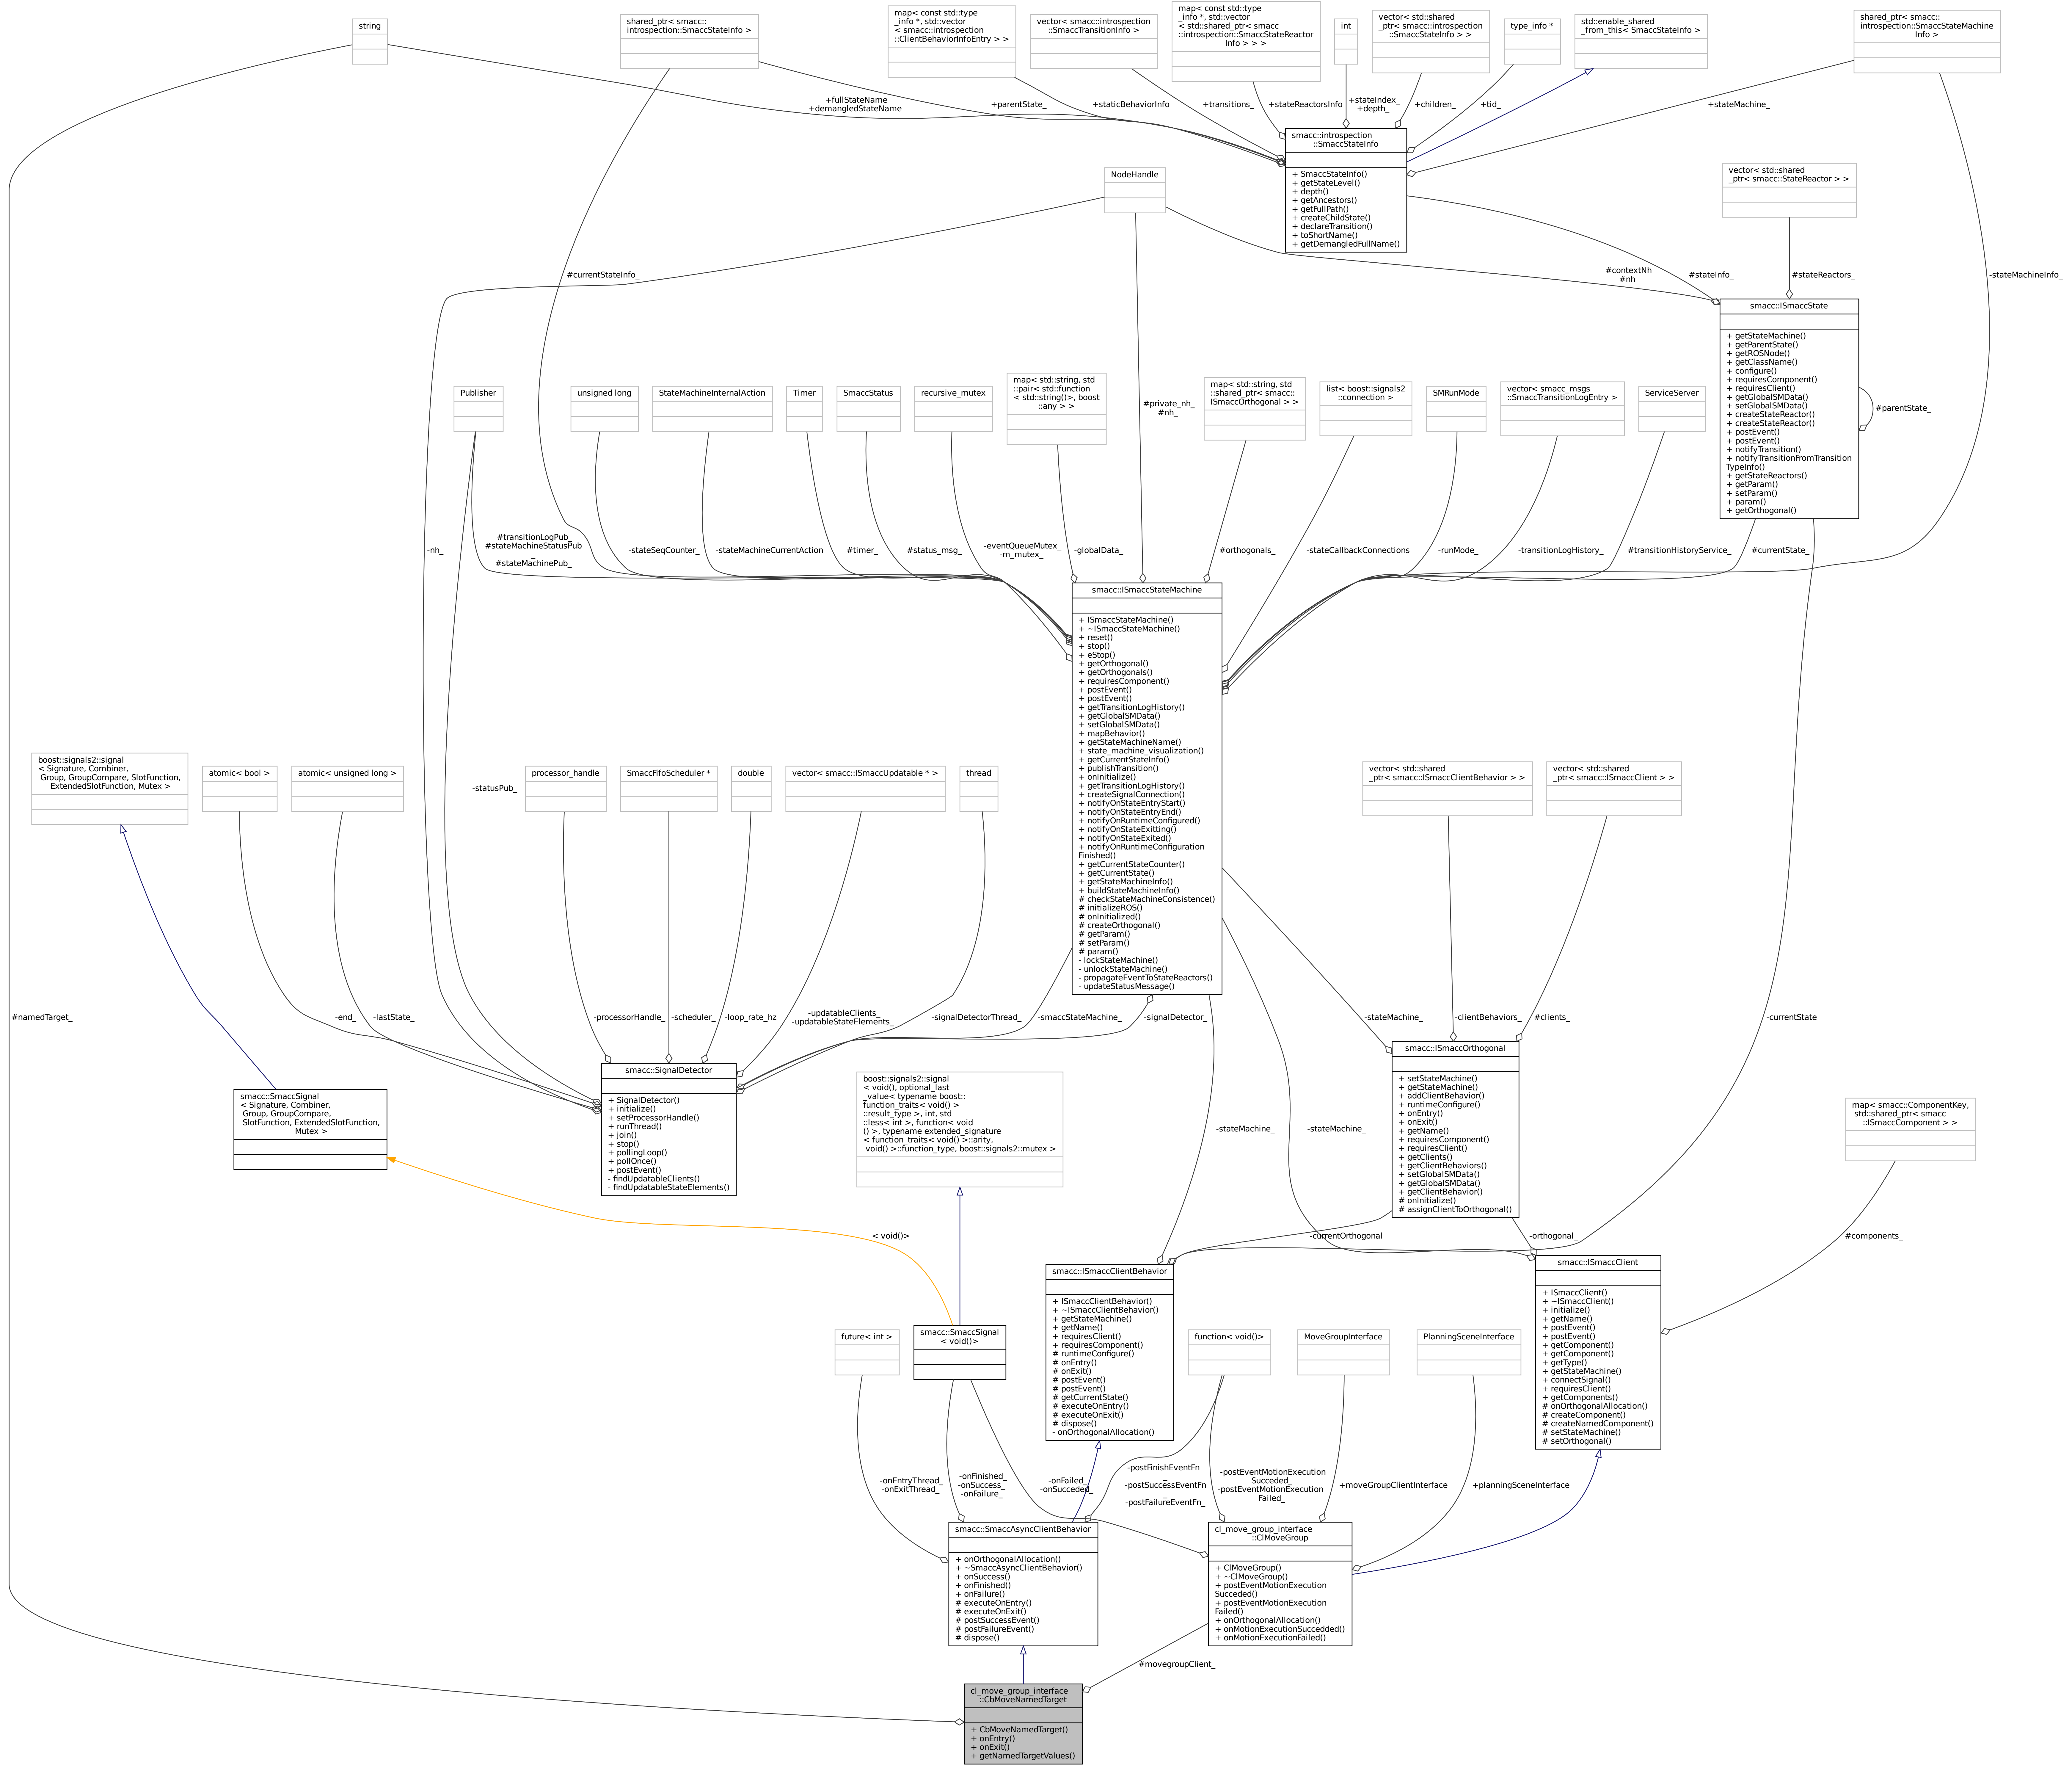 string
shared_ptr< smacc::
introspection::SmaccStateInfo >
map< const std::type
_info *, std::vector
< smacc::introspection
::ClientBehaviorInfoEntry > >
vector< smacc::introspection
::SmaccTransitionInfo >
map< const std::type
_info *, std::vector
< std::shared_ptr< smacc
::introspection::SmaccStateReactor
Info > > >
int
vector< std::shared
_ptr< smacc::introspection
::SmaccStateInfo > >
type_info *
std::enable_shared
_from_this< SmaccStateInfo >
shared_ptr< smacc::
introspection::SmaccStateMachine
Info >
+fullStateName
+demangledStateName
+parentState_
+staticBehaviorInfo
+transitions_
+stateReactorsInfo
+stateIndex_
+depth_
+children_
+tid_
+stateMachine_
smacc::introspection
::SmaccStateInfo
+ SmaccStateInfo()
+ getStateLevel()
+ depth()
+ getAncestors()
+ getFullPath()
+ createChildState()
+ declareTransition()
+ toShortName()
+ getDemangledFullName()
NodeHandle
vector< std::shared
_ptr< smacc::StateReactor > >
#currentStateInfo_
#contextNh
#nh
#stateInfo_
#stateReactors_
-stateMachineInfo_
smacc::ISmaccState
+ getStateMachine()
+ getParentState()
+ getROSNode()
+ getClassName()
+ configure()
+ requiresComponent()
+ requiresClient()
+ getGlobalSMData()
+ setGlobalSMData()
+ createStateReactor()
+ createStateReactor()
+ postEvent()
+ postEvent()
+ notifyTransition()
+ notifyTransitionFromTransition
TypeInfo()
+ getStateReactors()
+ getParam()
+ setParam()
+ param()
+ getOrthogonal()
#parentState_
Publisher
unsigned long
StateMachineInternalAction
Timer
SmaccStatus
recursive_mutex
map< std::string, std
::pair< std::function
< std::string()>, boost
::any > >
#private_nh_
#nh_
map< std::string, std
::shared_ptr< smacc::
ISmaccOrthogonal > >
list< boost::signals2
::connection >
SMRunMode
vector< smacc_msgs
::SmaccTransitionLogEntry >
ServiceServer
-nh_
#transitionLogPub_
#stateMachineStatusPub
_
#stateMachinePub_
-stateSeqCounter_
-stateMachineCurrentAction
#timer_
#status_msg_
-eventQueueMutex_
-m_mutex_
-globalData_
#orthogonals_
-stateCallbackConnections
-runMode_
-transitionLogHistory_
#transitionHistoryService_
#currentState_
smacc::ISmaccStateMachine
+ ISmaccStateMachine()
+ ~ISmaccStateMachine()
+ reset()
+ stop()
+ eStop()
+ getOrthogonal()
+ getOrthogonals()
+ requiresComponent()
+ postEvent()
+ postEvent()
+ getTransitionLogHistory()
+ getGlobalSMData()
+ setGlobalSMData()
+ mapBehavior()
+ getStateMachineName()
+ state_machine_visualization()
+ getCurrentStateInfo()
+ publishTransition()
+ onInitialize()
+ getTransitionLogHistory()
+ createSignalConnection()
+ notifyOnStateEntryStart()
+ notifyOnStateEntryEnd()
+ notifyOnRuntimeConfigured()
+ notifyOnStateExitting()
+ notifyOnStateExited()
+ notifyOnRuntimeConfiguration
Finished()
+ getCurrentStateCounter()
+ getCurrentState()
+ getStateMachineInfo()
+ buildStateMachineInfo()
# checkStateMachineConsistence()
# initializeROS()
# onInitialized()
# createOrthogonal()
# getParam()
# setParam()
# param()
- lockStateMachine()
- unlockStateMachine()
- propagateEventToStateReactors()
- updateStatusMessage()
boost::signals2::signal
< Signature, Combiner,
Group, GroupCompare, SlotFunction,
ExtendedSlotFunction, Mutex >
atomic< bool >
atomic< unsigned long >
-statusPub_
processor_handle
SmaccFifoScheduler *
double
vector< smacc::ISmaccUpdatable * >
thread
vector< std::shared
_ptr< smacc::ISmaccClientBehavior > >
vector< std::shared
_ptr< smacc::ISmaccClient > >
#namedTarget_
-end_
-lastState_
-processorHandle_
-scheduler_
-loop_rate_hz
-updatableClients_
-updatableStateElements_
-signalDetectorThread_
-smaccStateMachine_
-signalDetector_
-stateMachine_
-clientBehaviors_
#clients_
-currentState
smacc::SignalDetector
+ SignalDetector()
+ initialize()
+ setProcessorHandle()
+ runThread()
+ join()
+ stop()
+ pollingLoop()
+ pollOnce()
+ postEvent()
- findUpdatableClients()
- findUpdatableStateElements()
smacc::SmaccSignal
< Signature, Combiner,
Group, GroupCompare,
SlotFunction, ExtendedSlotFunction,
Mutex >
boost::signals2::signal
< void(), optional_last
_value< typename boost::
function_traits< void() >
::result_type >, int, std
::less< int >, function< void
() >, typename extended_signature
< function_traits< void() >::arity,
void() >::function_type, boost::signals2::mutex >
-stateMachine_
-stateMachine_
smacc::ISmaccOrthogonal
+ setStateMachine()
+ getStateMachine()
+ addClientBehavior()
+ runtimeConfigure()
+ onEntry()
+ onExit()
+ getName()
+ requiresComponent()
+ requiresClient()
+ getClients()
+ getClientBehaviors()
+ setGlobalSMData()
+ getGlobalSMData()
+ getClientBehavior()
# onInitialize()
# assignClientToOrthogonal()
map< smacc::ComponentKey,
std::shared_ptr< smacc
::ISmaccComponent > >
< void()>
-currentOrthogonal
-orthogonal_
#components_
smacc::ISmaccClientBehavior
+ ISmaccClientBehavior()
+ ~ISmaccClientBehavior()
+ getStateMachine()
+ getName()
+ requiresClient()
+ requiresComponent()
# runtimeConfigure()
# onEntry()
# onExit()
# postEvent()
# postEvent()
# getCurrentState()
# executeOnEntry()
# executeOnExit()
# dispose()
- onOrthogonalAllocation()
smacc::ISmaccClient
+ ISmaccClient()
+ ~ISmaccClient()
+ initialize()
+ getName()
+ postEvent()
+ postEvent()
+ getComponent()
+ getComponent()
+ getType()
+ getStateMachine()
+ connectSignal()
+ requiresClient()
+ getComponents()
# onOrthogonalAllocation()
# createComponent()
# createNamedComponent()
# setStateMachine()
# setOrthogonal()
future< int >
smacc::SmaccSignal
< void()>
function< void()>
MoveGroupInterface
PlanningSceneInterface
-onEntryThread_
-onExitThread_
-onFinished_
-onSuccess_
-onFailure_
-onFailed_
-onSucceded_
-postFinishEventFn
_
-postSuccessEventFn
_
-postFailureEventFn_
-postEventMotionExecution
Succeded_
-postEventMotionExecution
Failed_
+moveGroupClientInterface
+planningSceneInterface
smacc::SmaccAsyncClientBehavior
+ onOrthogonalAllocation()
+ ~SmaccAsyncClientBehavior()
+ onSuccess()
+ onFinished()
+ onFailure()
# executeOnEntry()
# executeOnExit()
# postSuccessEvent()
# postFailureEvent()
# dispose()
cl_move_group_interface
::ClMoveGroup
+ ClMoveGroup()
+ ~ClMoveGroup()
+ postEventMotionExecution
Succeded()
+ postEventMotionExecution
Failed()
+ onOrthogonalAllocation()
+ onMotionExecutionSuccedded()
+ onMotionExecutionFailed()
#movegroupClient_
cl_move_group_interface
::CbMoveNamedTarget
+ CbMoveNamedTarget()
+ onEntry()
+ onExit()
+ getNamedTargetValues()